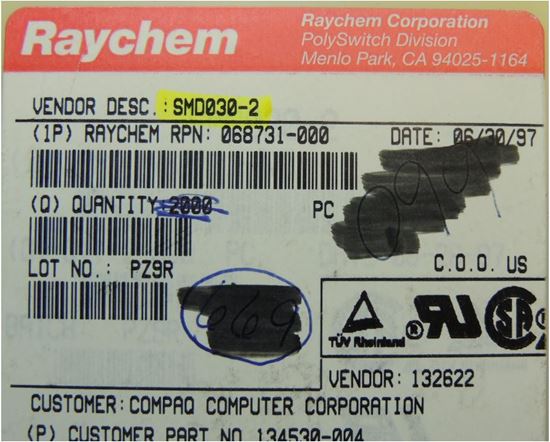 Raychem
Raychem Corporation
PolySwitch Division
Menlo Park, CA 94025-1164
VENDOR DESC.:SMD030-2
(1P) RAYCHEM RPN: 068731-000
DATE: 06/30/97
(Q) QUANTITY 2000
PC
LOT NO.: PZ9R
C.O.O. US
669
TÜV Rheinland
VENDOR: 132622
CUSTOMER:COMPAQ COMPUTER CORPORATION
(P) CUSTOMER PART NO 134530-004